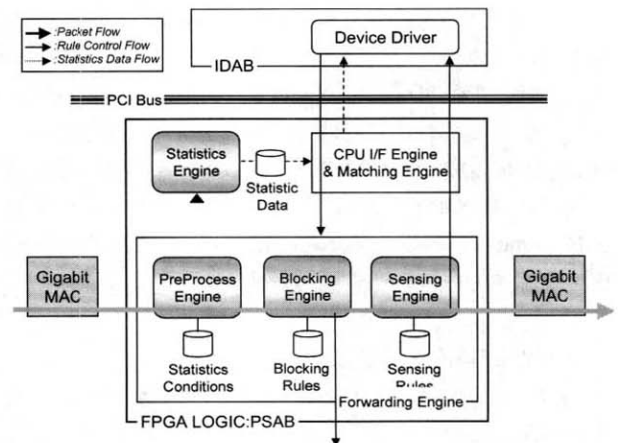 :Packet Flow
:Rule Control Flow
:Statistics Data Flow
Device Driver
IDAB
PCI Bus
Statistics
Engine
Statistic
Data
CPU I/F Engine
& Matching Engine
Gigabit
MAC
PreProcess
Engine
Blocking
Engine
Sensing
Engine
Gigabit
MAC
Statistics
Conditions
Blocking
Rules
Sensing
Rules
Forwarding Engine
FPGA LOGIC:PSAB